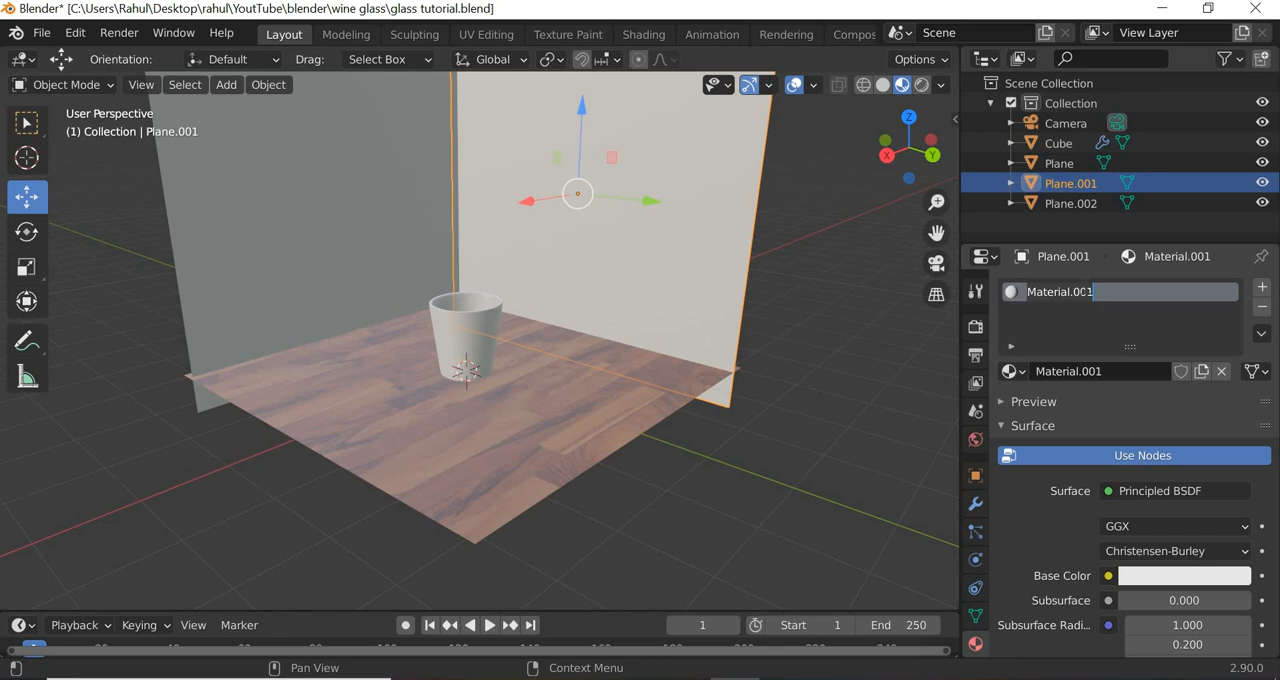 Blender* [C:\Users\Rahul\Desktop\rahul\YouTube\blender\wine glass\glass tutorial.blend]
File Edit Render Window Help Layout Modeling Sculpting UV Editing Texture Paint Shading Animation Rendering Compos Scene View Layer
Orientation: Default Drag: Select Box Global Options
Object Mode View Select Add Object
User Perspective
(1) Collection | Plane.001
Z
X
Y
Scene Collection
Collection
Camera
Cube
Plane
Plane.001
Plane.002
Plane.001 Material.001
Material.001
Material.001
Preview
Surface
Use Nodes
Surface Principled BSDF
GGX
Christensen-Burley
Base Color
Subsurface 0.000
Subsurface Radi... 1.000
0.200
Playback Keying View Marker 1 Start 1 End 250
Pan View Context Menu 2.90.0